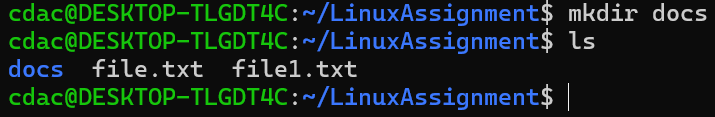 cdac@DESKTOP-TLGDT4C:~/LinuxAssignment$ mkdir docs
cdac@DESKTOP-TLGDT4C:~/LinuxAssignment$ ls
docs  file.txt  file1.txt
cdac@DESKTOP-TLGDT4C:~/LinuxAssignment$